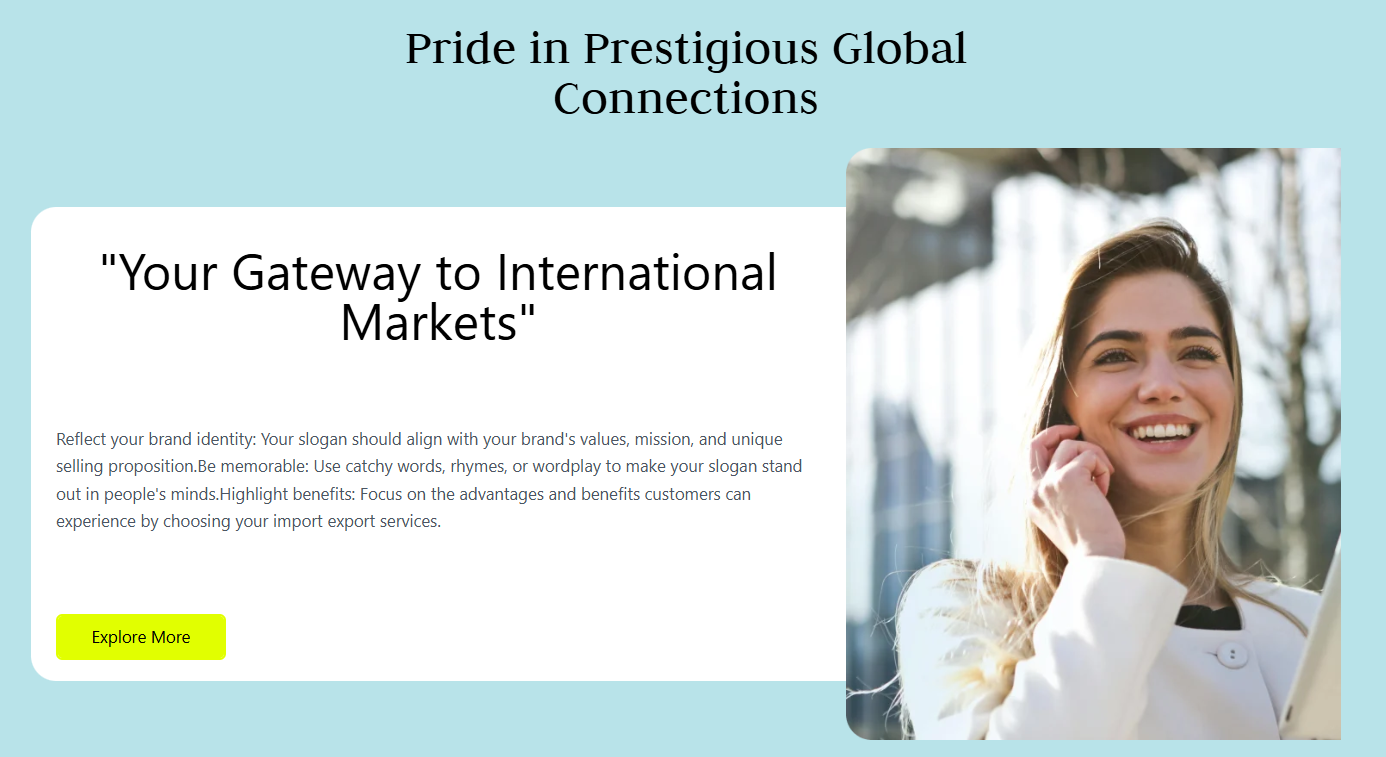 Pride in Prestigious Global
Connections
"Your Gateway to International
Markets"
Reflect your brand identity: Your slogan should align with your brand's values, mission, and unique
selling proposition.Be memorable: Use catchy words, rhymes, or wordplay to make your slogan stand
out in people's minds.Highlight benefits: Focus on the advantages and benefits customers can
experience by choosing your import export services.
Explore More